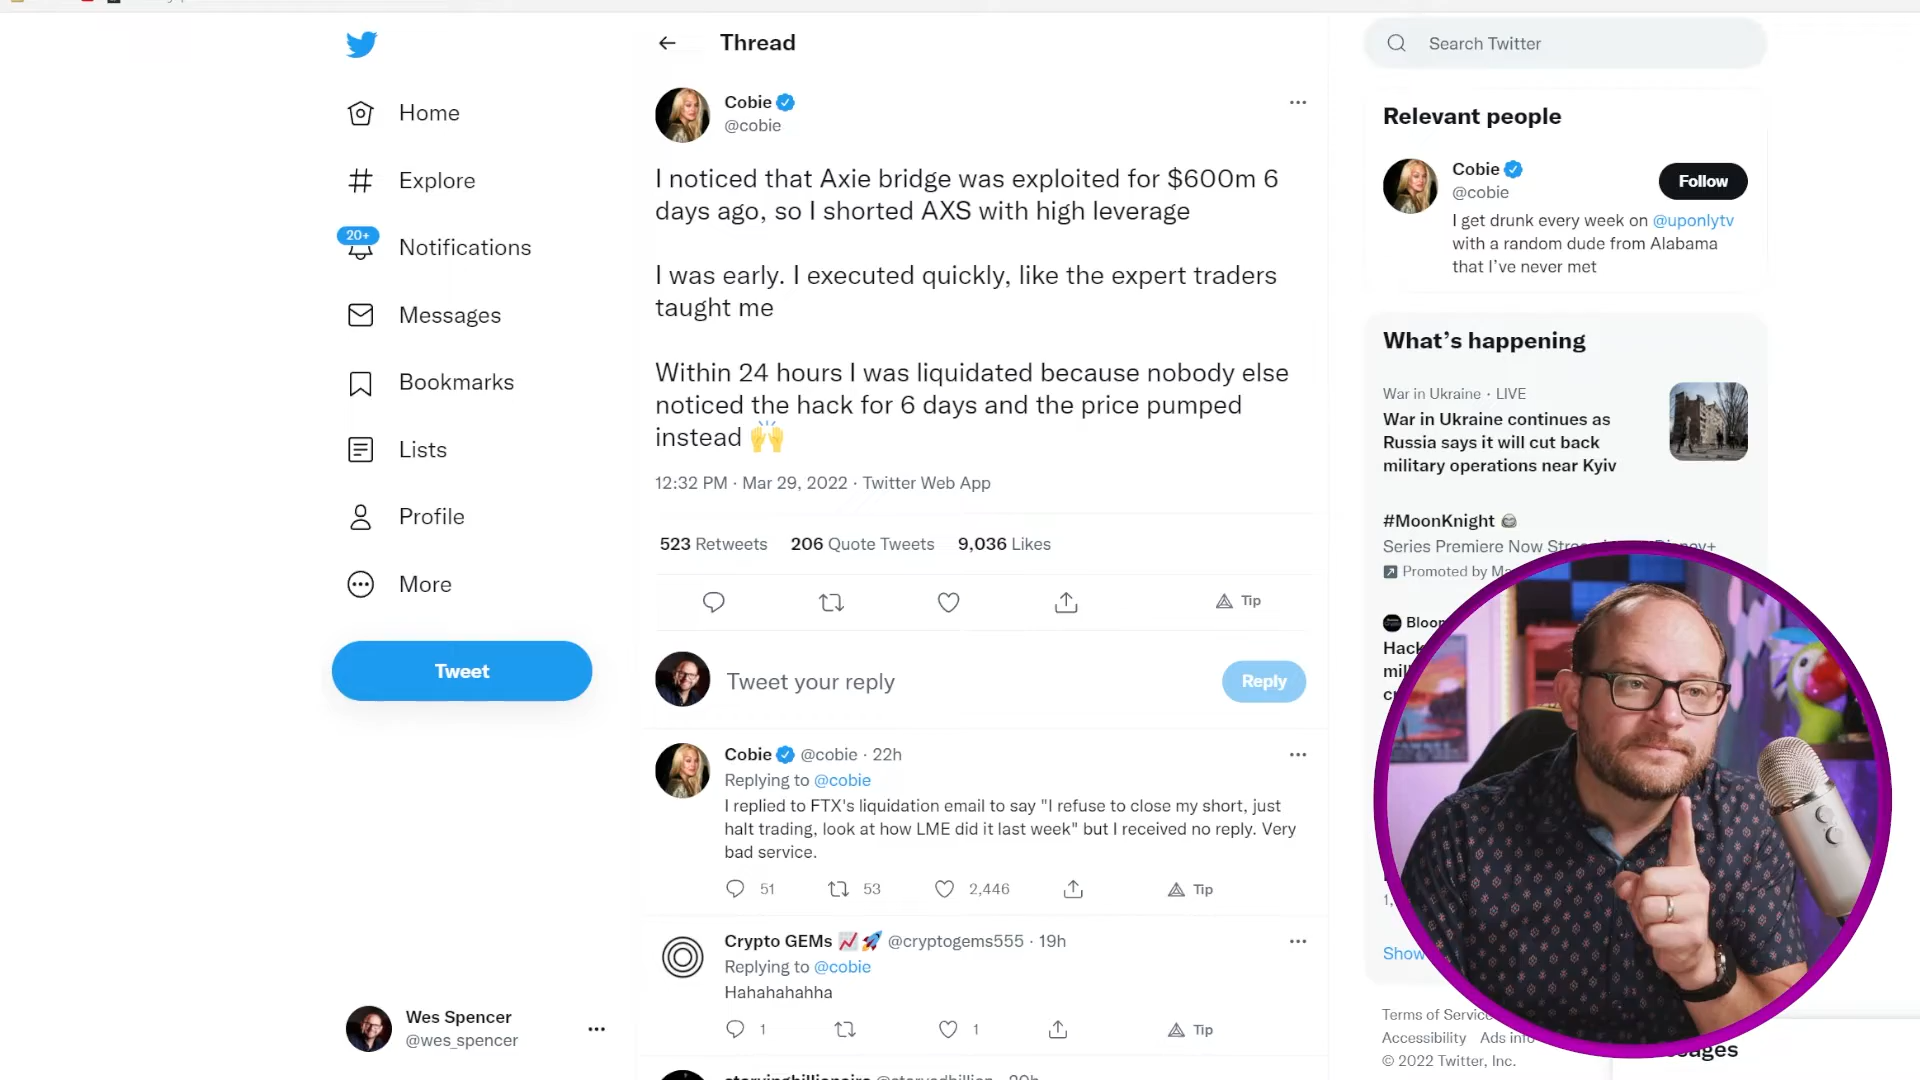 Home
Explore
20+
Notifications
Messages
Bookmarks
Lists
Profile
More
Tweet
Wes Spencer
@wes_spencer
Thread
Cobie
@cobie
I noticed that Axie bridge was exploited for $600m 6
days ago, so I shorted AXS with high leverage
I was early. I executed quickly, like the expert traders
taught me
Within 24 hours I was liquidated because nobody else
noticed the hack for 6 days and the price pumped
instead 🙌
12:32 PM · Mar 29, 2022 · Twitter Web App
523 Retweets 206 Quote Tweets 9,036 Likes
Tip
Tweet your reply
Reply
Cobie @cobie · 22h
Replying to @cobie
I replied to FTX's liquidation email to say "I refuse to close my short, just
halt trading, look at how LME did it last week" but I received no reply. Very
bad service.
51 53 2,446 Tip
Crypto GEMs 📈🚀 @cryptogems555 · 19h
Replying to @cobie
Hahahahahha
1 1 Tip
Search Twitter
Relevant people
Cobie
@cobie
Follow
I get drunk every week on @uponlytv
with a random dude from Alabama
that I've never met
What's happening
War in Ukraine · LIVE
War in Ukraine continues as
Russia says it will cut back
military operations near Kyiv
#MoonKnight
Series Premiere Now
Disney+
Promoted by
Show
Terms of Service
Accessibility Ads info
© 2022 Twitter, Inc.